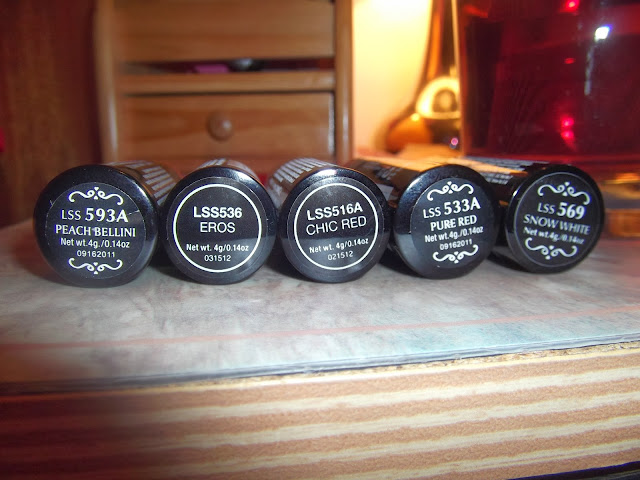 LSS 593A
PEACH BELLINI
Net wt. 4g./0.14oz
09162011
LSS536
EROS
Net wt. 4g/0.14oz
031512
LSS516A
CHIC RED
Net wt. 4g/0.14oz
021512
LSS 533A
PURE RED
Net wt. 4g./0.14oz
09162011
LSS 569
SNOW WHITE
Net wt. 4g./0.14oz